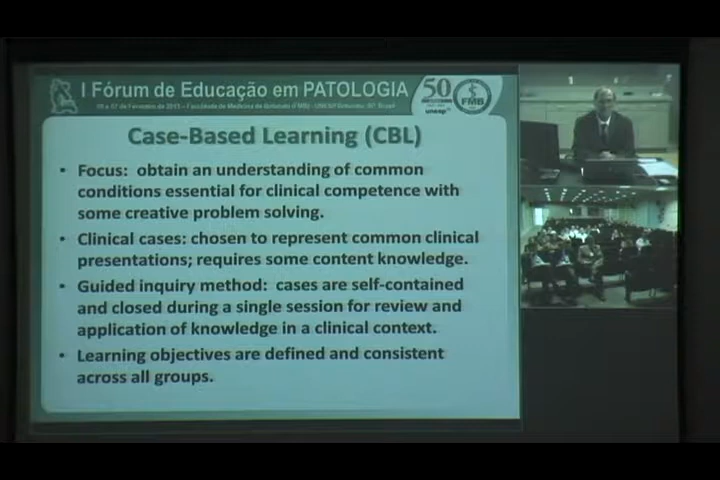 I Fórum de Educação em PATOLOGIA
50
unesp
FMB
Case-Based Learning (CBL)
• Focus: obtain an understanding of common
conditions essential for clinical competence with
some creative problem solving.
• Clinical cases: chosen to represent common clinical
presentations; requires some content knowledge.
• Guided inquiry method: cases are self-contained
and closed during a single session for review and
application of knowledge in a clinical context.
• Learning objectives are defined and consistent
across all groups.